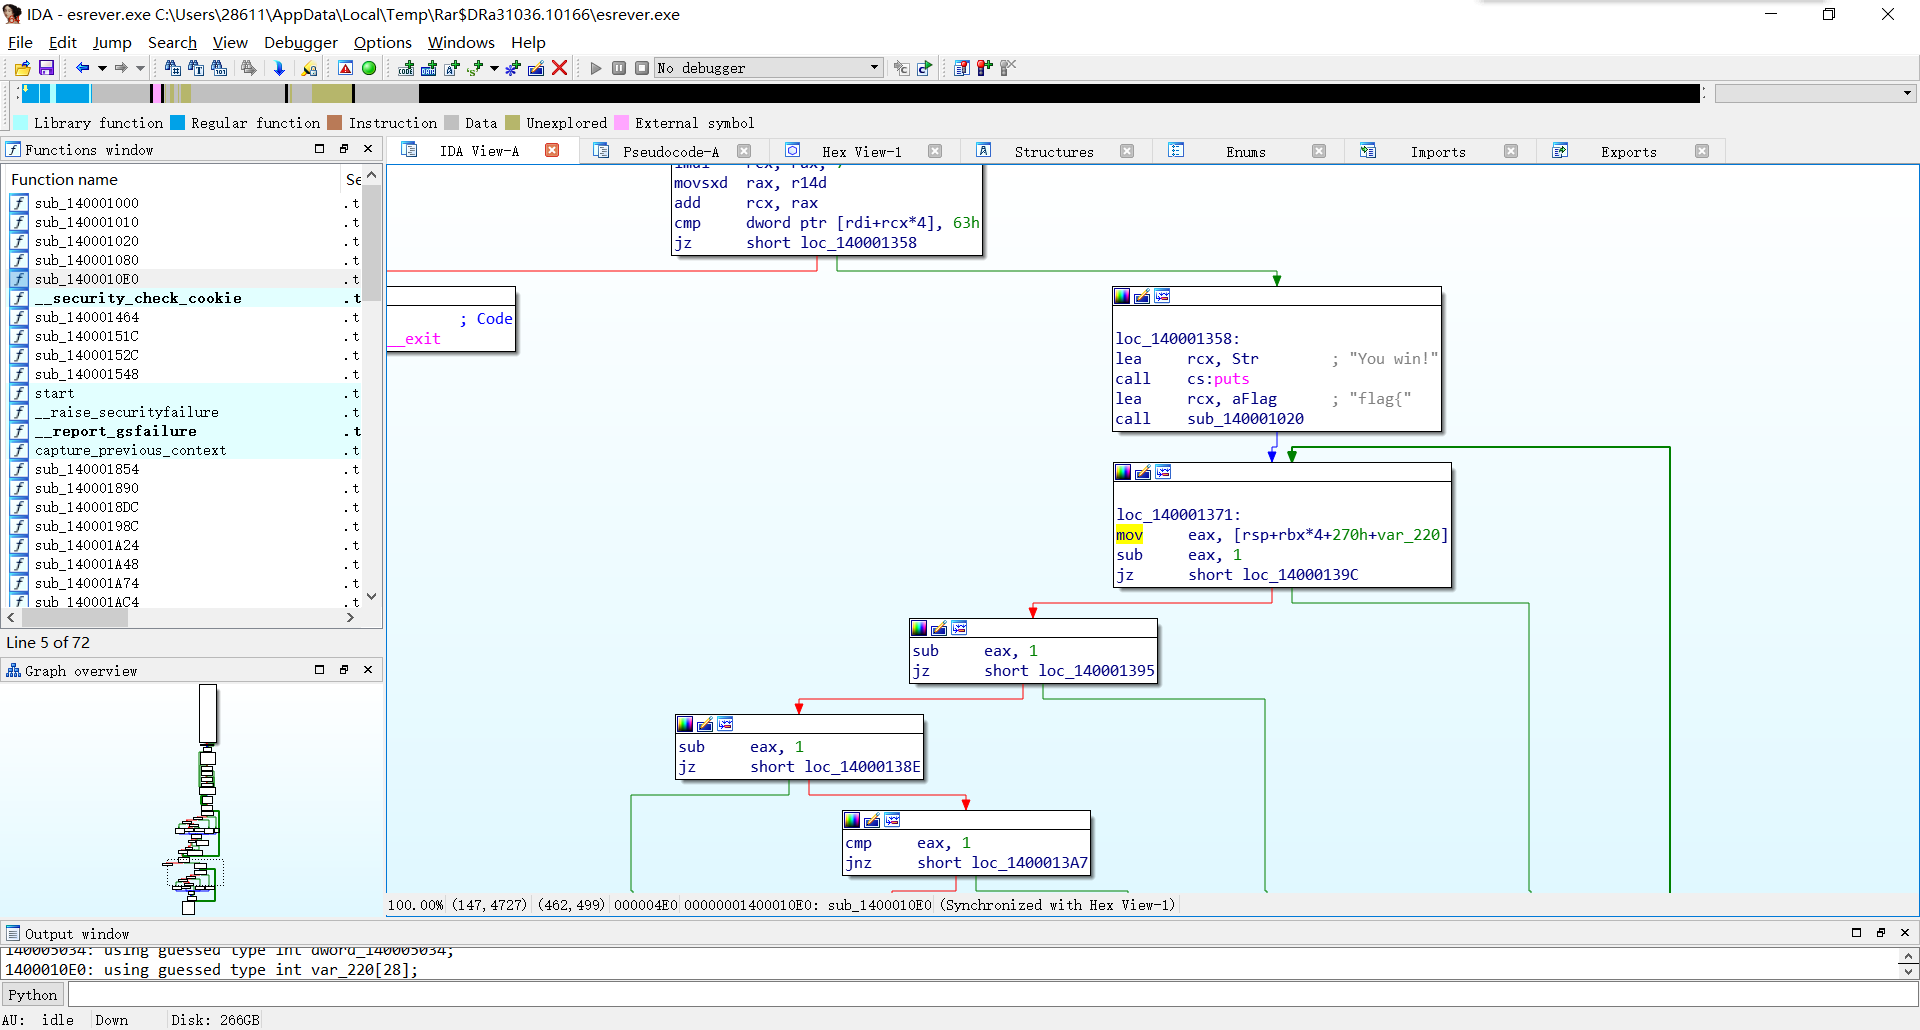 IDA - esrever.exe C:\Users\28611\AppData\Local\Temp\Rar$DRa31036.10166\esrever.exe
File Edit Jump Search View Debugger Options Windows Help
No debugger
Library function Regular function Instruction Data Unexplored External symbol
Functions window
IDA View-A Pseudocode-A Hex View-1 Structures Enums Imports Exports
Function name Se
sub_140001000 .t
sub_140001010 .t
sub_140001020 .t
sub_140001080 .t
sub_1400010E0 .t
__security_check_cookie .t
sub_140001464 .t
sub_14000151C .t
sub_14000152C .t
sub_140001548 .t
start .t
__raise_securityfailure .t
__report_gsfailure .t
capture_previous_context .t
sub_140001854 .t
sub_140001890 .t
sub_1400018DC .t
sub_14000198C .t
sub_140001A24 .t
sub_140001A48 .t
sub_140001A74 .t
sub_140001AC4 .t
Line 5 of 72
Graph overview
movsxd rax, r14d
add rcx, rax
cmp dword ptr [rdi+rcx*4], 63h
jz short loc_140001358
; Code
__exit
loc_140001358:
lea rcx, Str ; "You win!"
call cs:puts
lea rcx, aFlag ; "flag{"
call sub_140001020
loc_140001371:
mov eax, [rsp+rbx*4+270h+var_220]
sub eax, 1
jz short loc_14000139C
sub eax, 1
jz short loc_140001395
sub eax, 1
jz short loc_14000138E
cmp eax, 1
jnz short loc_1400013A7
100.00% (147,4727) (462,499) 000004E0 00000001400010E0: sub_1400010E0 (Synchronized with Hex View-1)
Output window
140005034: using guessed type int dword_140005034;
1400010E0: using guessed type int var_220[28];
Python
AU: idle Down Disk: 266GB